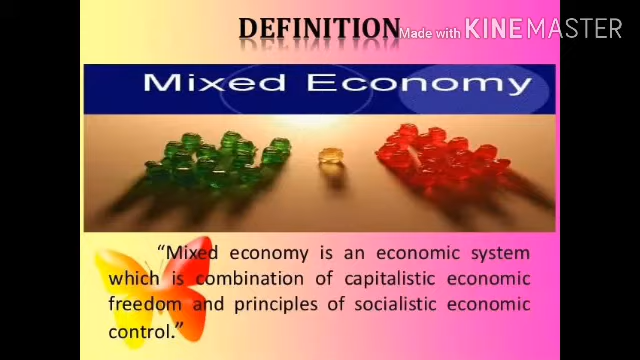 DEFINITION
Made with KINEMASTER
Mixed Economy
“Mixed economy is an economic system
which is combination of capitalistic economic
freedom and principles of socialistic economic
control.”